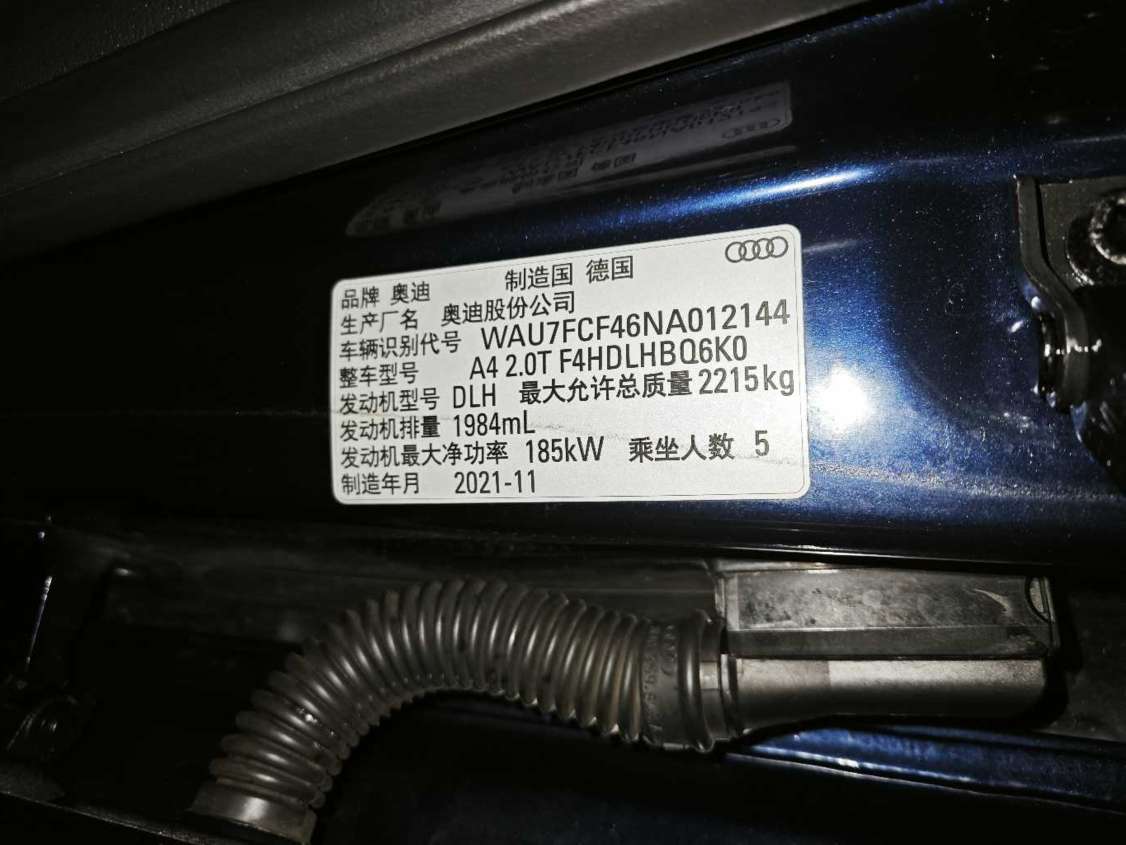 制造国 德国
品牌 奥迪
生产厂名 奥迪股份公司
车辆识别代号 WAU7FCF46NA012144
整车型号 A4 2.0T F4HDLHBQ6K0
发动机型号 DLH 最大允许总质量 2215kg
发动机排量 1984mL
发动机最大净功率 185kW 乘坐人数 5
制造年月 2021-11